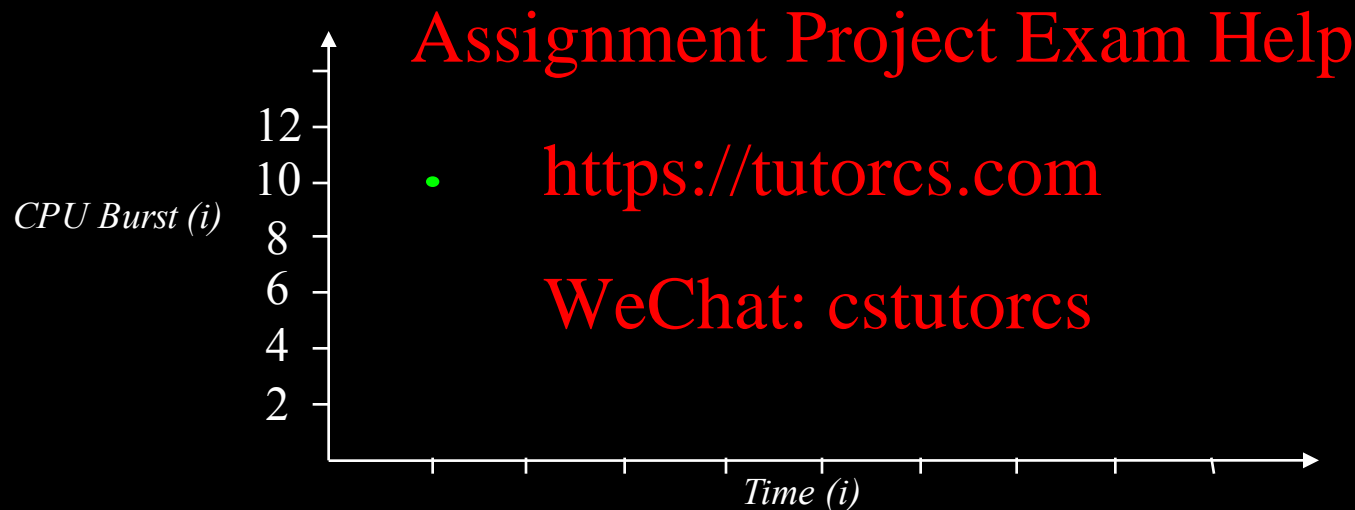 Assignment Project Exam Help
12
https://tutorcs.com
10
CPU Burst (i)
8
6
WeChat: cstutorcs
4
2
Time (i)